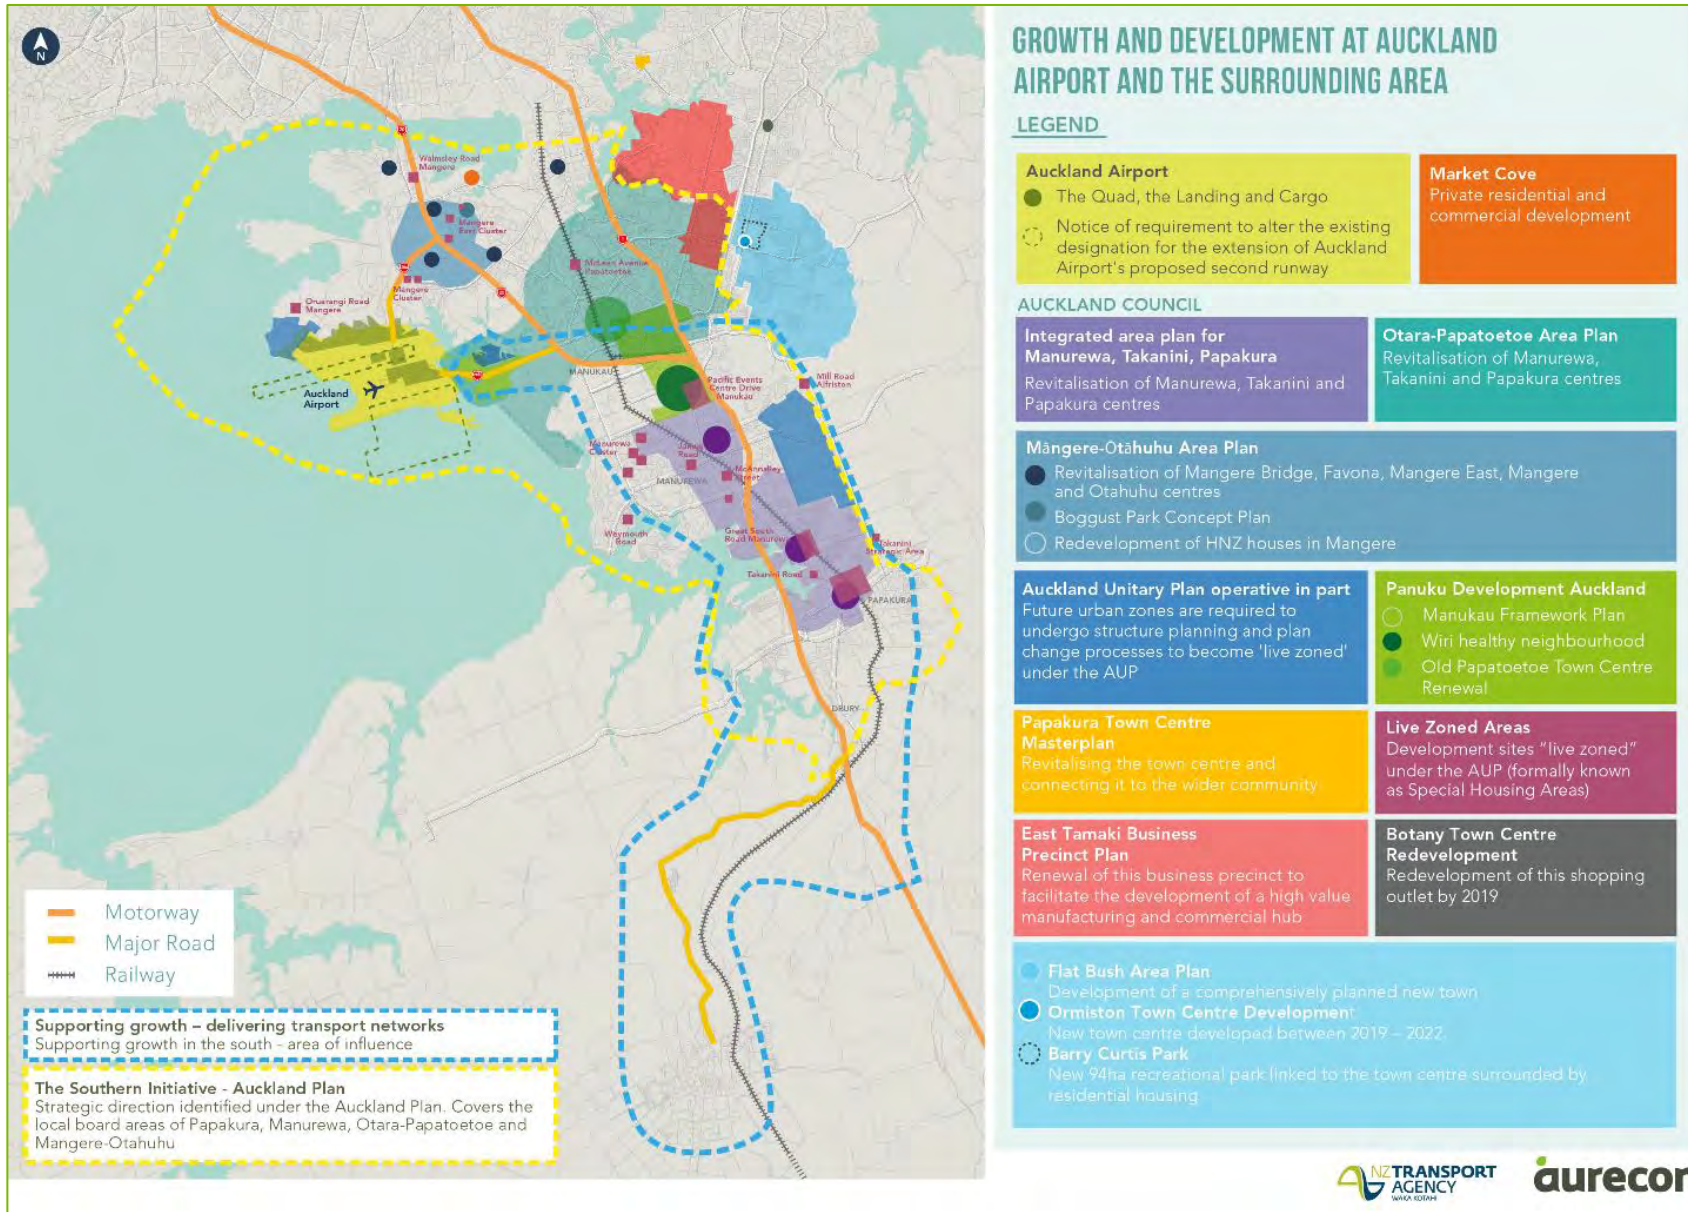 N
GROWTH AND DEVELOPMENT AT AUCKLAND
AIRPORT AND THE SURROUNDING AREA
LEGEND
Auckland Airport
The Quad, the Landing and Cargo
Notice of requirement to alter the existing
designation for the extension of Auckland
Airport's proposed second runway
Market Cove
Private residential and
commercial development
AUCKLAND COUNCIL
Integrated area plan for
Manurewa, Takanini, Papakura
Revitalisation of Manurewa, Takanini and
Papakura centres
Otara-Papatoetoe Area Plan
Revitalisation of Manurewa,
Takanini and Papakura centres
Māngere-Otāhuhu Area Plan
Revitalisation of Mangere Bridge, Favona, Mangere East, Mangere
and Otahuhu centres
Boggust Park Concept Plan
Redevelopment of HNZ houses in Mangere
Auckland Unitary Plan operative in part
Future urban zones are required to
undergo structure planning and plan
change processes to become 'live zoned'
under the AUP
Panuku Development Auckland
Manukau Framework Plan
Wiri healthy neighbourhood
Old Papatoetoe Town Centre
Renewal
Papakura Town Centre
Masterplan
Revitalising the town centre and
connecting it to the wider community
Live Zoned Areas
Development sites "live zoned"
under the AUP (formally known
as Special Housing Areas)
East Tamaki Business
Precinct Plan
Renewal of this business precinct to
facilitate the development of a high value
manufacturing and commercial hub
Botany Town Centre
Redevelopment
Redevelopment of this shopping
outlet by 2019
Flat Bush Area Plan
Development of a comprehensively planned new town
Ormiston Town Centre Development
New town centre developed between 2019 – 2022
Barry Curtis Park
New 94ha recreational park linked to the town centre surrounded by
residential housing
Walmsley Road
Mangere
Mangere
Cluster
Mangere
Cluster
Oruarangi Road
Mangere
McLean Avenue
Papatoetoe
Auckland
Airport
MANUKAU
Pacific Events
Centre Drive
Manukau
Mill Road
Alfriston
Manurewa
Cluster
Road
McAnnalley
Street
MANUREWA
Weymouth
Road
Great South
Road Manurewa
Takanini
Strategic Area
Takanini Road
PAPAKURA
DRURY
Motorway
Major Road
Railway
Supporting growth – delivering transport networks
Supporting growth in the south - area of influence
The Southern Initiative - Auckland Plan
Strategic direction identified under the Auckland Plan. Covers the
local board areas of Papakura, Manurewa, Otara-Papatoetoe and
Mangere-Otahuhu
NZ TRANSPORT
AGENCY
WAKA KOTAHI
aurecon